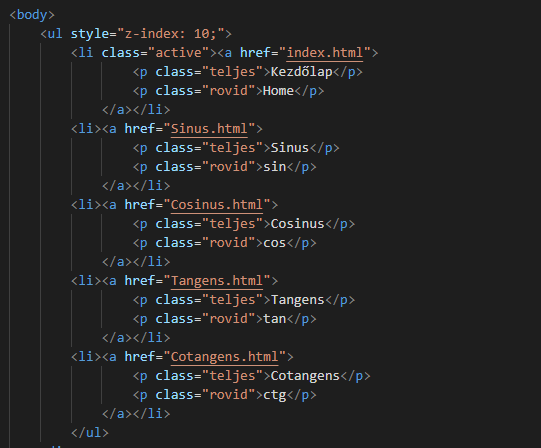 <body>
<ul style="z-index: 10;">
<li class="active"><a href="index.html">
<p class="teljes">Kezdőlap</p>
<p class="rovid">Home</p>
</a></li>
<li><a href="Sinus.html">
<p class="teljes">Sinus</p>
<p class="rovid">sin</p>
</a></li>
<li><a href="Cosinus.html">
<p class="teljes">Cosinus</p>
<p class="rovid">cos</p>
</a></li>
<li><a href="Tangens.html">
<p class="teljes">Tangens</p>
<p class="rovid">tan</p>
</a></li>
<li><a href="Cotangens.html">
<p class="teljes">Cotangens</p>
<p class="rovid">ctg</p>
</a></li>
</ul>